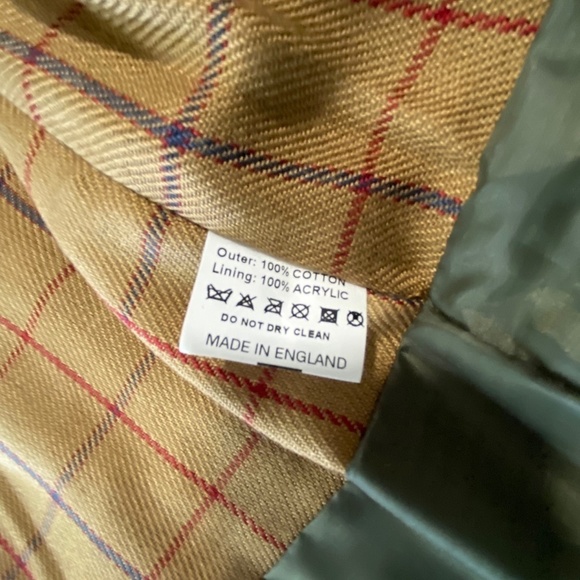 Outer: 100% COTTON
Lining: 100% ACRYLIC
DO NOT DRY CLEAN
MADE IN ENGLAND